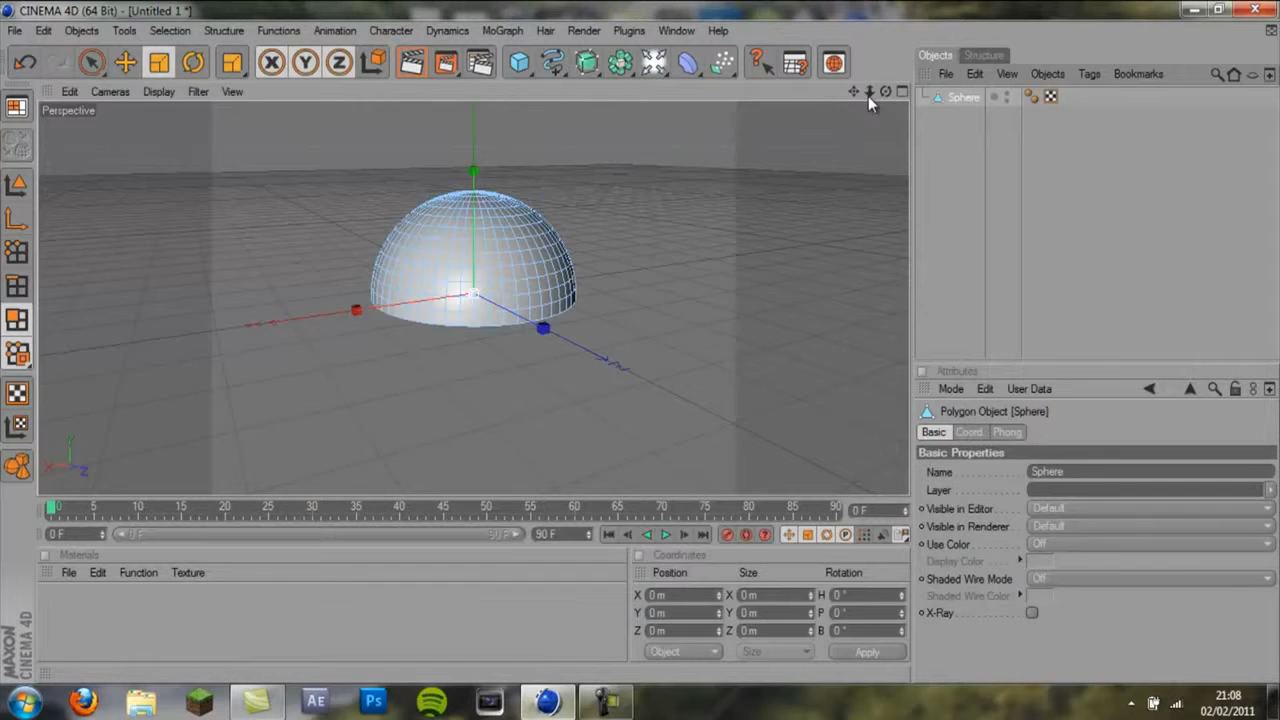 CINEMA 4D (64 Bit) - [Untitled 1 *]
File Edit Objects Tools Selection Structure Functions Animation Character Dynamics MoGraph Hair Render Plugins Window Help
X Y Z
Objects Structure
File Edit View Objects Tags Bookmarks
Edit Cameras Display Filter View
Perspective
Sphere
Y
X Z
Attributes
Mode Edit User Data
Polygon Object [Sphere]
Basic Coord. Phong
Basic Properties
Name Sphere
Layer
Visible in Editor Default
Visible in Renderer Default
Use Color Off
Display Color
Shaded Wire Mode Off
Shaded Wire Color
X-Ray
0 5 10 15 20 25 30 35 40 45 50 55 60 65 70 75 80 85 90 0 F
0 F 0 F 90 F 90 F
P
Materials
File Edit Function Texture
Coordinates
Position Size Rotation
X 0 m X 0 m H 0 °
Y 0 m Y 0 m P 0 °
Z 0 m Z 0 m B 0 °
Object Size Apply
MAXON
CINEMA 4D
Ae Ps
21:08
02/02/2011